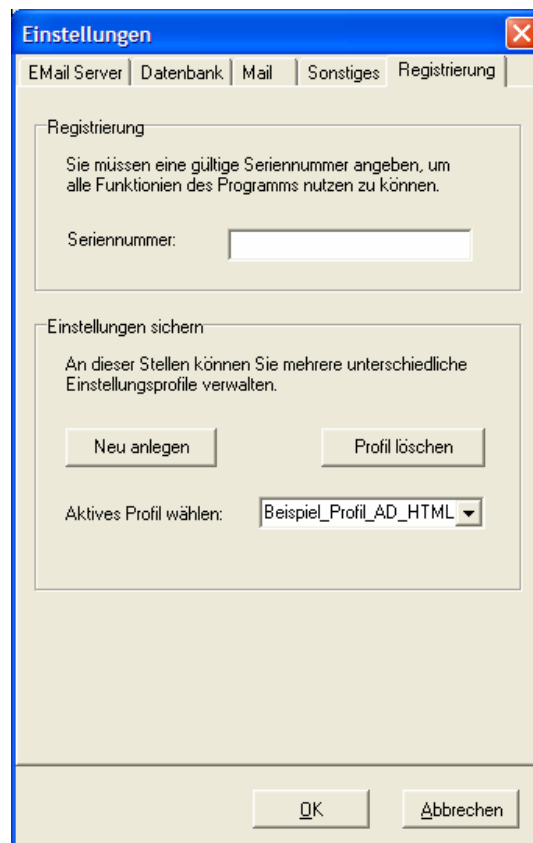 Einstellungen
EMail Server Datenbank Mail Sonstiges Registrierung
Registrierung
Sie müssen eine gültige Seriennummer angeben, um
alle Funktionien des Programms nutzen zu können.
Seriennummer:
Einstellungen sichern
An dieser Stellen können Sie mehrere unterschiedliche
Einstellungsprofile verwalten.
Neu anlegen Profil löschen
Aktives Profil wählen: Beispiel_Profil_AD_HTML
OK Abbrechen